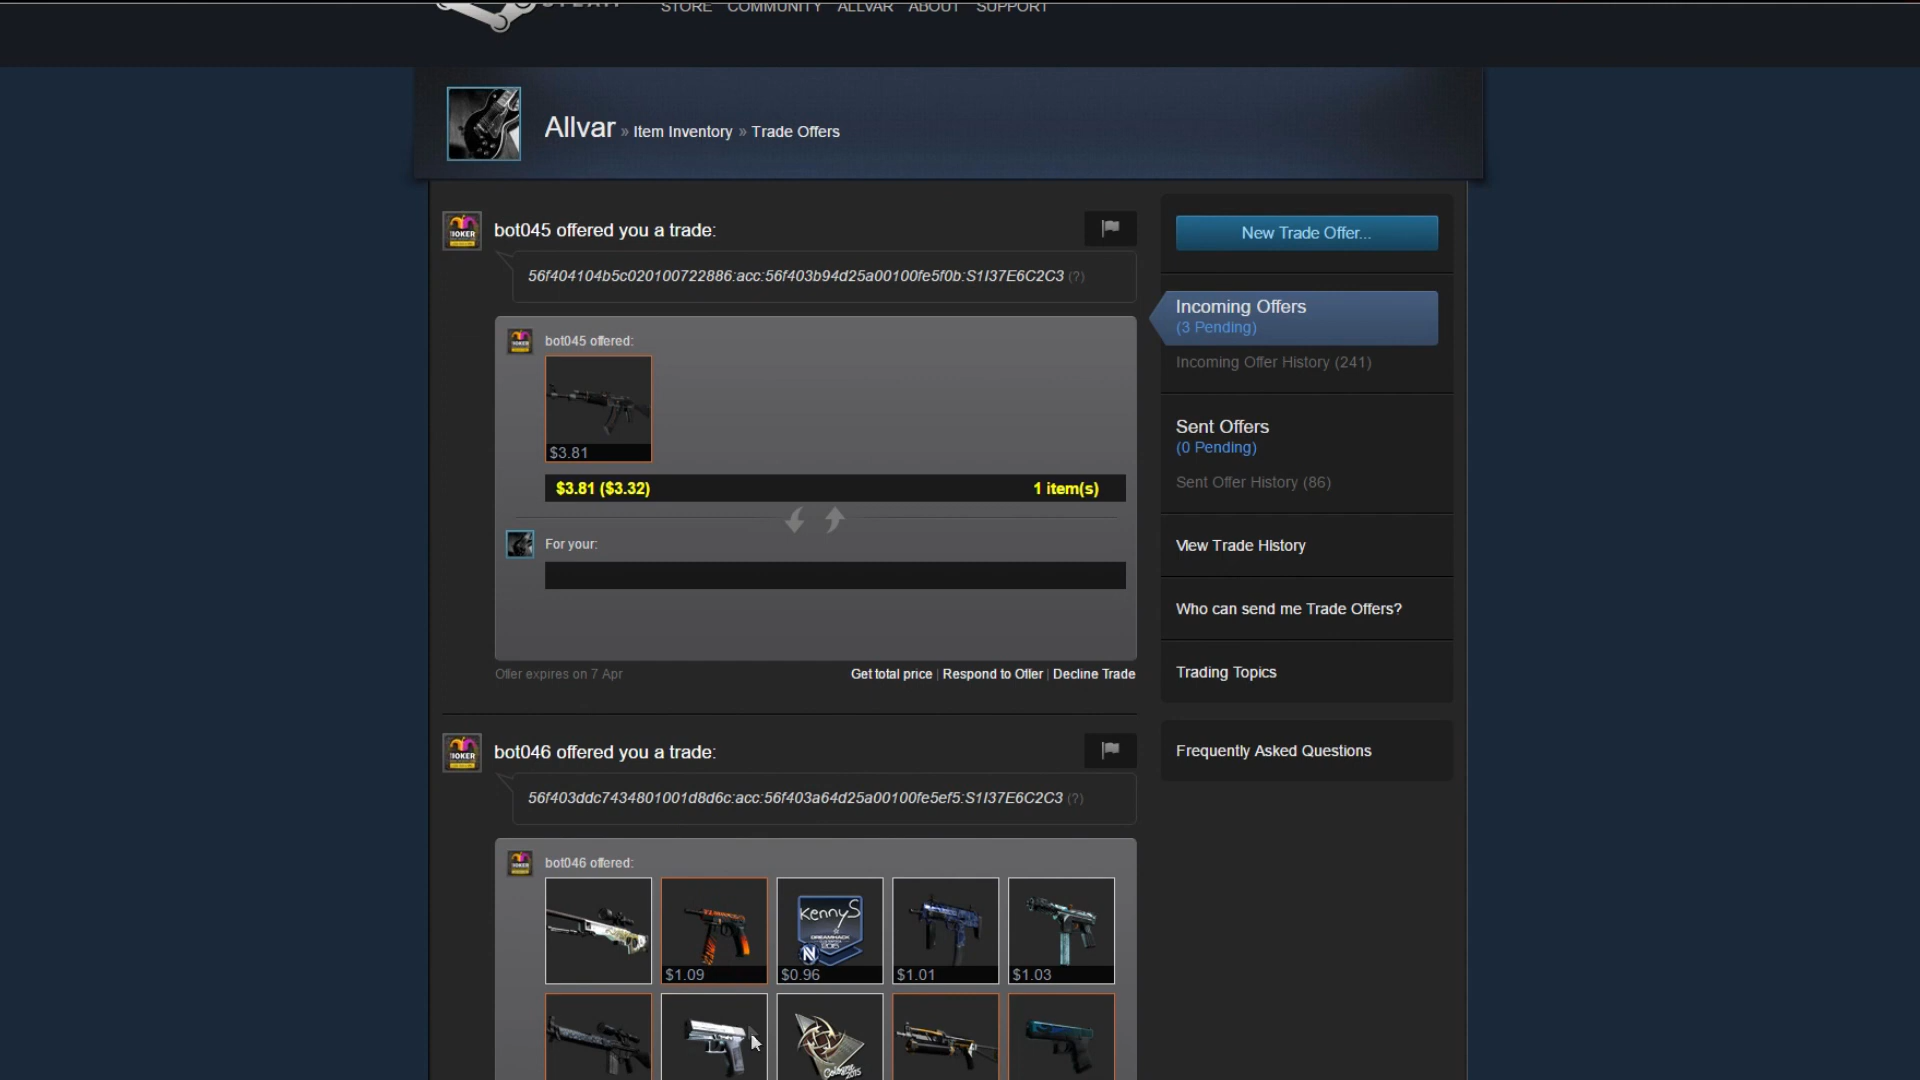 STORE COMMUNITY ALLVAR ABOUT SUPPORT
Allvar » Item Inventory » Trade Offers
bot045 offered you a trade:
56f404104b5c020100722886:acc:56f403b94d25a00100fe5f0b:S1I37E6C2C3 (?)
bot045 offered:
$3.81
$3.81 ($3.32) 1 item(s)
For your:
Offer expires on 7 Apr
Get total price | Respond to Offer | Decline Trade
bot046 offered you a trade:
56f403ddc7434801001d8d6c:acc:56f403a64d25a00100fe5ef5:S1I37E6C2C3 (?)
bot046 offered:
KennyS
DREAMHACK
2015
$1.09 $0.96 $1.01 $1.03
Cologne 2015
New Trade Offer...
Incoming Offers
(3 Pending)
Incoming Offer History (241)
Sent Offers
(0 Pending)
Sent Offer History (86)
View Trade History
Who can send me Trade Offers?
Trading Topics
Frequently Asked Questions